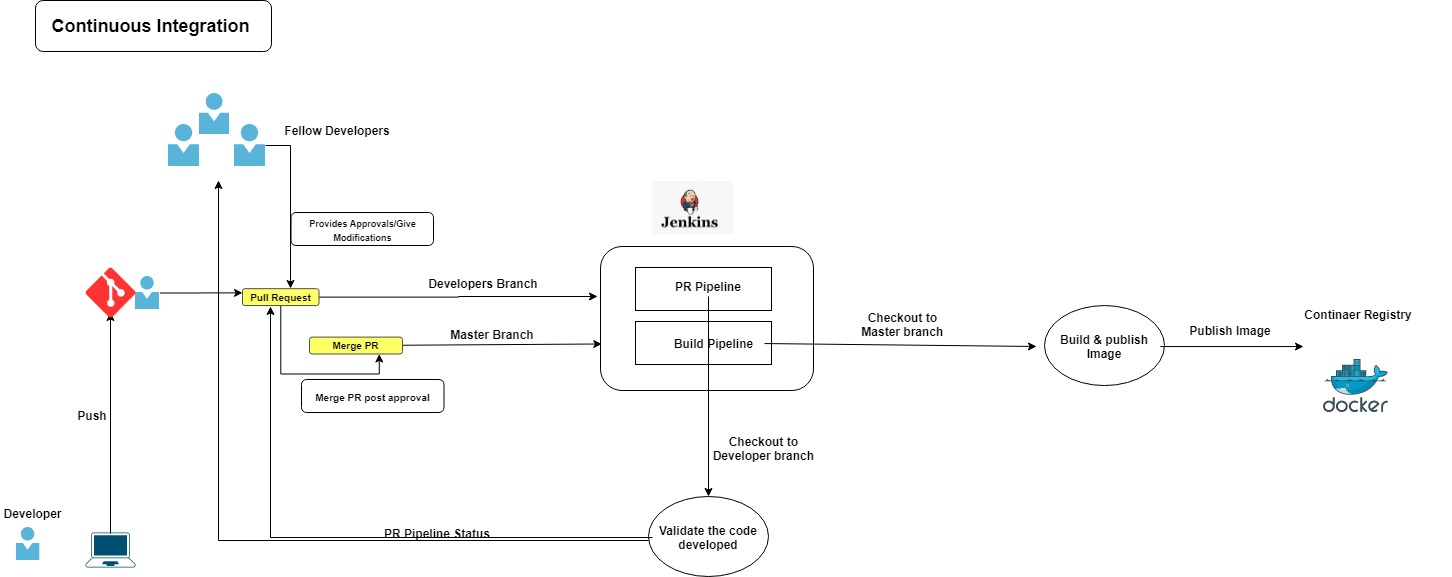 Continuous Integration
Fellow Developers
Provides Approvals/Give
Modifications
Jenkins
Pull Request
Developers Branch
PR Pipeline
Merge PR
Master Branch
Build Pipeline
Checkout to
Master branch
Build & publish
Image
Publish Image
Continaer Registry
docker
Merge PR post approval
Push
Checkout to
Developer branch
Developer
PR Pipeline Status
Validate the code
developed